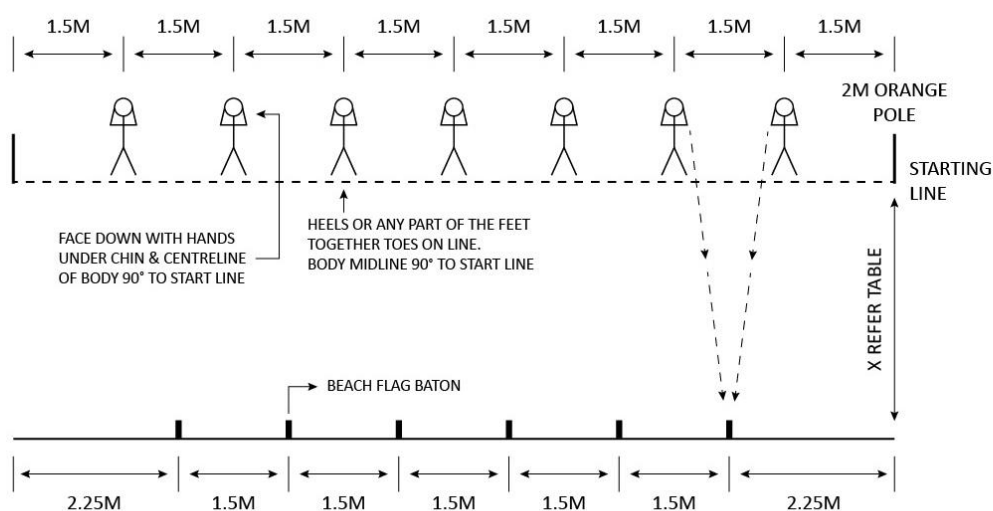 1.5M 1.5M 1.5M 1.5M 1.5M 1.5M 1.5M 1.5M
2M ORANGE
POLE
STARTING
LINE
FACE DOWN WITH HANDS
UNDER CHIN & CENTRELINE
OF BODY 90° TO START LINE
HEELS OR ANY PART OF THE FEET
TOGETHER TOES ON LINE.
BODY MIDLINE 90° TO START LINE
X REFER TABLE
BEACH FLAG BATON
2.25M 1.5M 1.5M 1.5M 1.5M 1.5M 2.25M